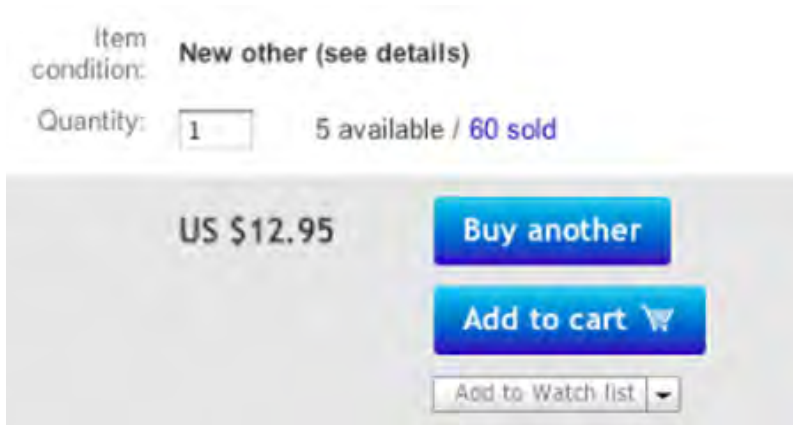 Item
condition:
New other (see details)
Quantity:
1
5 available / 60 sold
US $12.95
Buy another
Add to cart
Add to Watch list